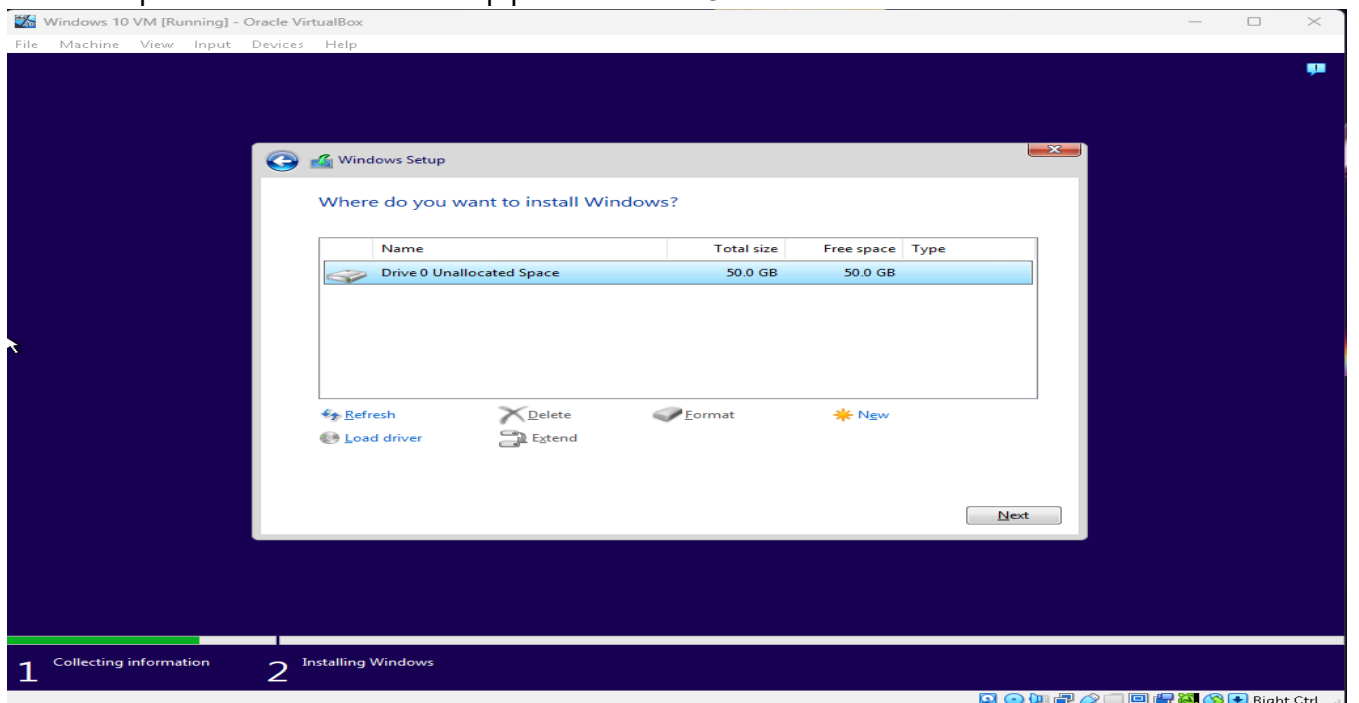 Windows 10 VM [Running] - Oracle VirtualBox
File Machine View Input Devices Help
Windows Setup
Where do you want to install Windows?
Name Total size Free space Type
Drive 0 Unallocated Space 50.0 GB 50.0 GB
Refresh Delete Format New
Load driver Extend
Next
1 Collecting information 2 Installing Windows
Right Ctrl